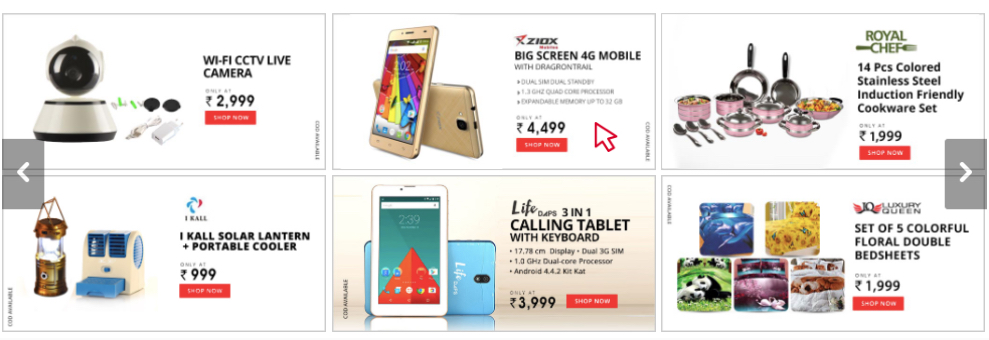 WI-FI CCTV LIVE
CAMERA
ONLY AT
₹ 2,999
SHOP NOW
COD AVAILABLE
ZIOX
Mobiles
BIG SCREEN 4G MOBILE
WITH DRAGRONTRAIL
DUAL SIM DUAL STANDBY
1.3 GHZ QUAD CORE PROCESSOR
EXPANDABLE MEMORY UP TO 32 GB
ONLY AT
₹ 4,499
SHOP NOW
COD AVAILABLE
ROYAL
CHEF
14 Pcs Colored
Stainless Steel
Induction Friendly
Cookware Set
ONLY AT
₹ 1,999
SHOP NOW
I KALL
I KALL SOLAR LANTERN
+ PORTABLE COOLER
ONLY AT
₹ 999
SHOP NOW
COD AVAILABLE
2:39
Life
Life DAPS 3 IN 1
CALLING TABLET
WITH KEYBOARD
• 17.78 cm Display • Dual 3G SIM
• 1.0 GHz Dual-core Processor
• Android 4.4.2 Kit Kat
ONLY AT
₹ 3,999
SHOP NOW
COD AVAILABLE
COD AVAILABLE
LUXURY
QUEEN
SET OF 5 COLORFUL
FLORAL DOUBLE
BEDSHEETS
ONLY AT
₹ 1,999
SHOP NOW